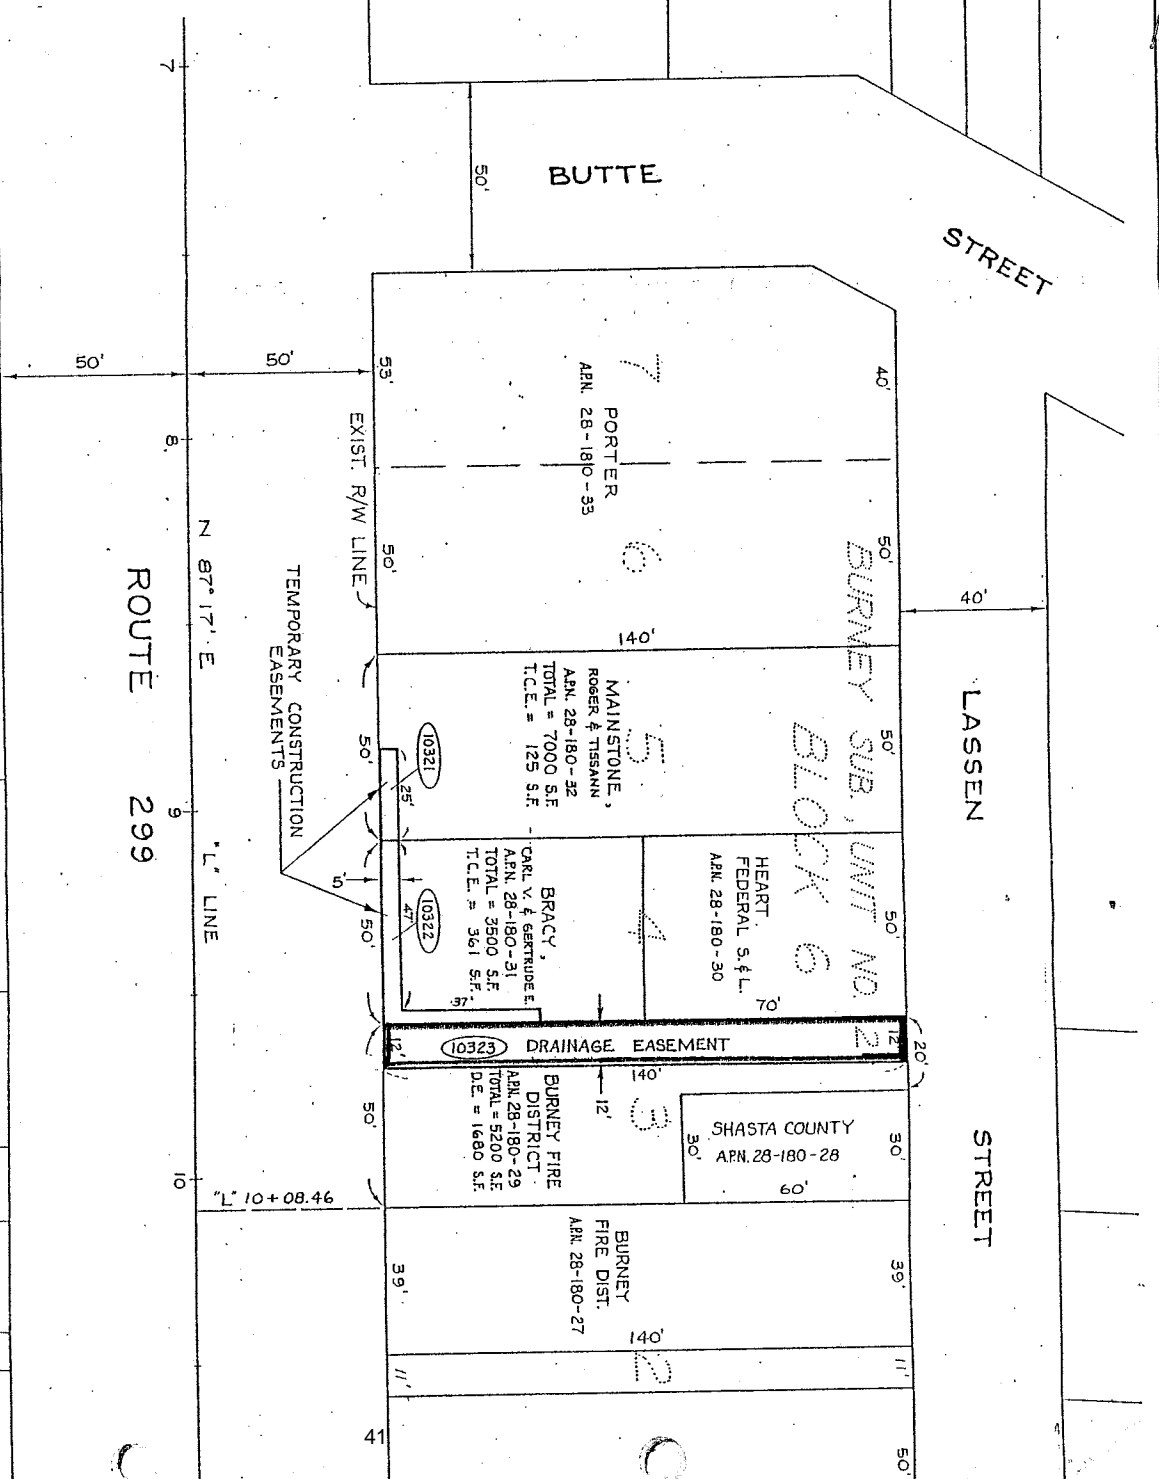 BUTTE
STREET
50'
50'
50'
53'
40'
7
PORTER
A.P.N. 28-180-33
6
50'
50'
EXIST. R/W LINE
7
8
9
10
N 87° 17' E
ROUTE 299
"L" LINE
TEMPORARY CONSTRUCTION
EASEMENTS
40'
LASSEN
STREET
BURNEY SUB., UNIT NO. 2
BLOCK 6
140'
5
MAINSTONE,
ROGER & TISSANN
A.P.N. 28-180-32
TOTAL = 7000 S.F.
T.C.E. = 125 S.F.
50'
50'
10321
25'
4
HEART
FEDERAL S. & L.
A.P.N. 28-180-30
50'
70'
BRACY,
CARL V. & GERTRUDE E.
A.P.N. 28-180-31
TOTAL = 3500 S.F.
T.C.E. = 361 S.F.
5'
47'
10322
50'
37'
12'
10323
DRAINAGE EASEMENT
12'
20'
140'
12'
3
BURNEY FIRE
DISTRICT
A.P.N. 28-180-29
TOTAL = 5200 S.F.
D.E. = 1680 S.F.
50'
SHASTA COUNTY
A.P.N. 28-180-28
30'
30'
60'
"L" 10+08.46
BURNEY
FIRE DIST.
A.P.N. 28-180-27
39'
39'
140'
2
11'
11'
41
50'